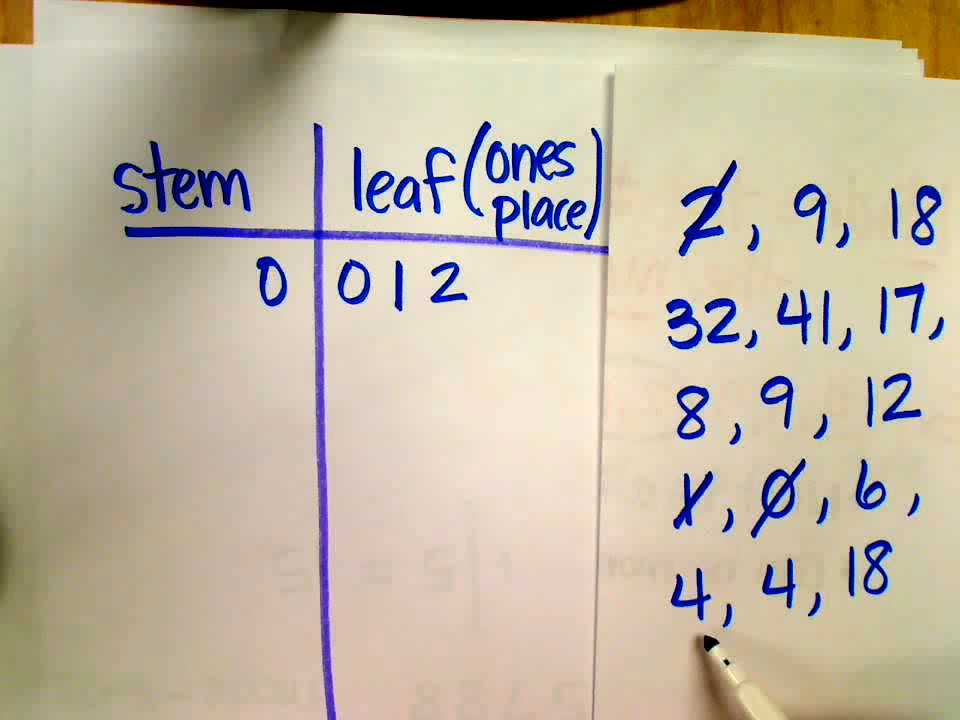 stem | leaf (ones place)
0 | 0 1 2
2, 9, 18
32, 41, 17,
8, 9, 12
1, 0, 6,
4, 4, 18